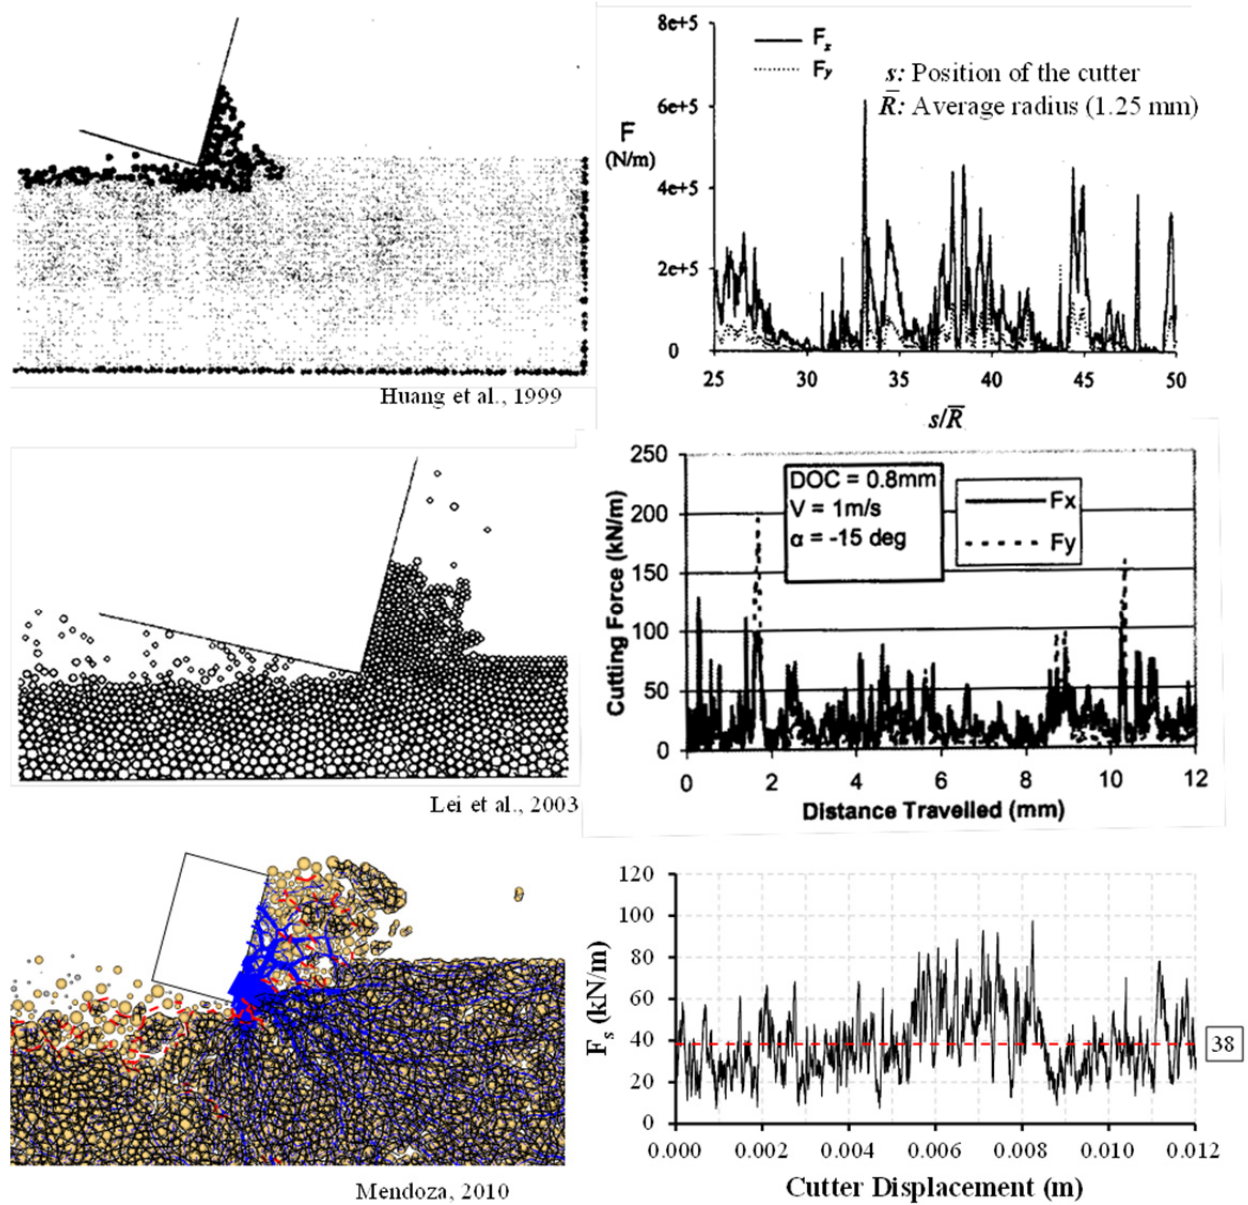 8e+5
F_x
F_y
s: Position of the cutter
R̅: Average radius (1.25 mm)
6e+5
F
(N/m)
4e+5
2e+5
0
25 30 35 40 45 50
s/R̅
Huang et al., 1999
250
DOC = 0.8mm
V = 1m/s
α = -15 deg
Fx
Fy
200
150
100
50
0
Cutting Force (kN/m)
0 2 4 6 8 10 12
Distance Travelled (mm)
Lei et al., 2003
120
100
80
60
40
20
0
F_s (kN/m)
38
0.000 0.002 0.004 0.006 0.008 0.010 0.012
Cutter Displacement (m)
Mendoza, 2010